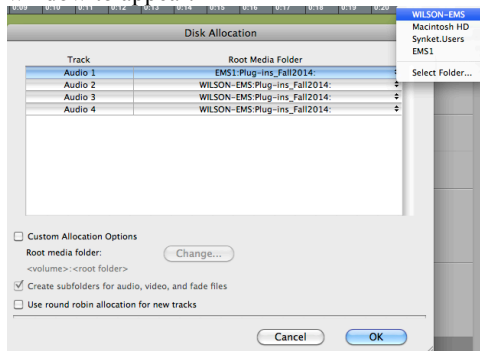 0:09 0:10 0:11 0:12 0:13 0:14 0:15 0:16 0:17 0:18 0:19 0:20
WILSON-EMS
Macintosh HD
Synket.Users
EMS1
Select Folder...
Disk Allocation
Track Root Media Folder
Audio 1 EMS1:Plug-ins_Fall2014:
Audio 2 WILSON-EMS:Plug-ins_Fall2014:
Audio 3 WILSON-EMS:Plug-ins_Fall2014:
Audio 4 WILSON-EMS:Plug-ins_Fall2014:
Custom Allocation Options
Root media folder: Change...
<volume>:<root folder>
Create subfolders for audio, video, and fade files
Use round robin allocation for new tracks
Cancel OK